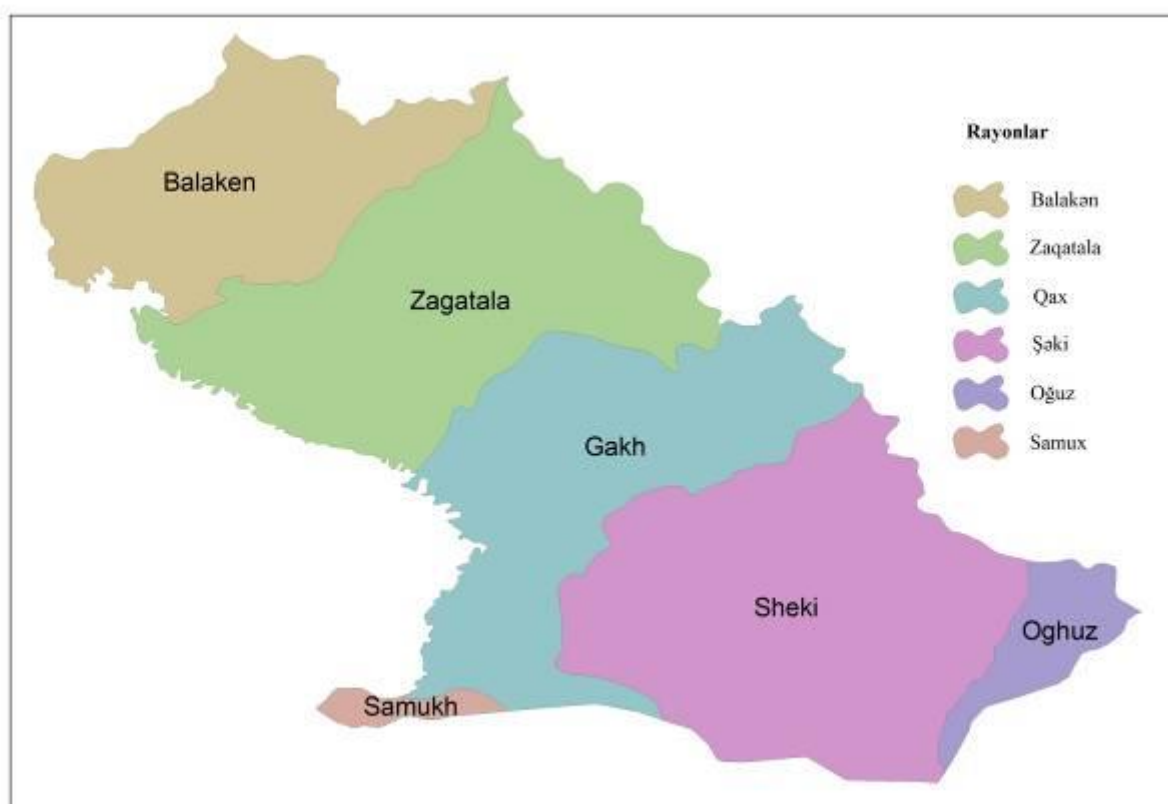 Balaken
Zagatala
Gakh
Sheki
Oghuz
Samukh
Rayonlar
Balakən
Zaqatala
Qax
Şəki
Oğuz
Samux